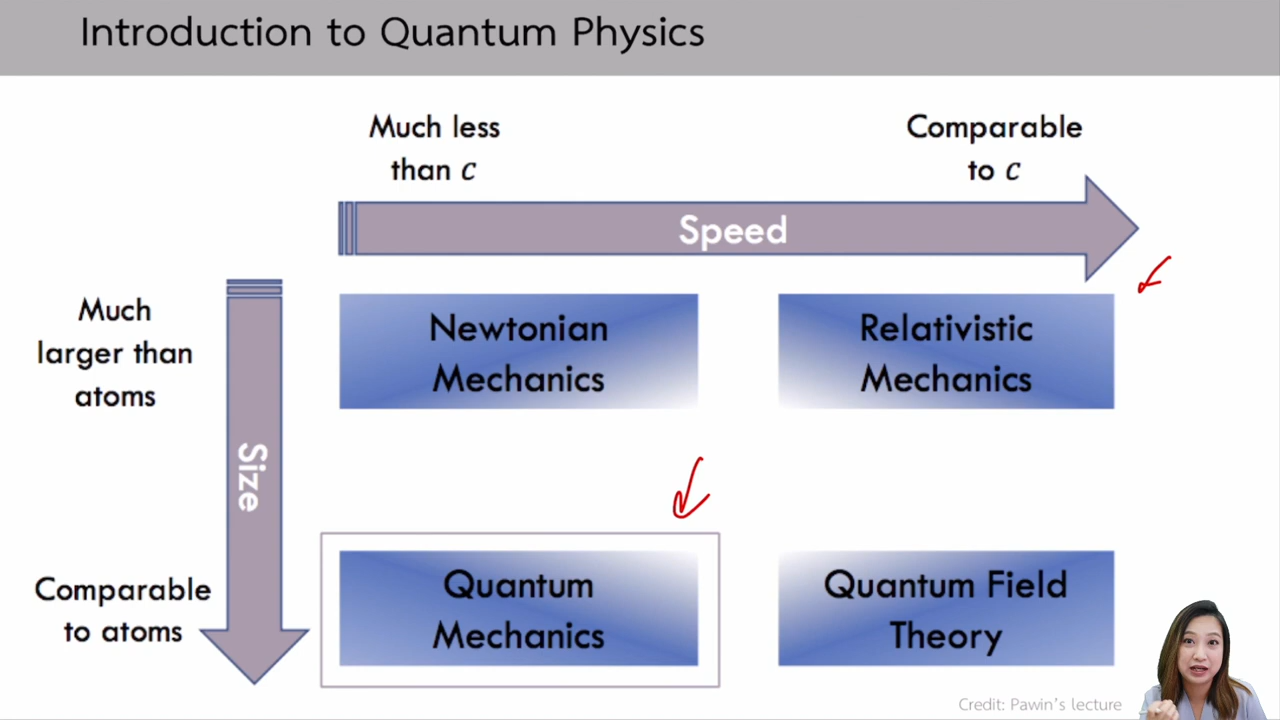 Introduction to Quantum Physics
Much less
than c
Comparable
to c
Speed
Much
larger than
atoms
Newtonian
Mechanics
Relativistic
Mechanics
Size
Comparable
to atoms
Quantum
Mechanics
Quantum Field
Theory
Credit: Pawin's lecture